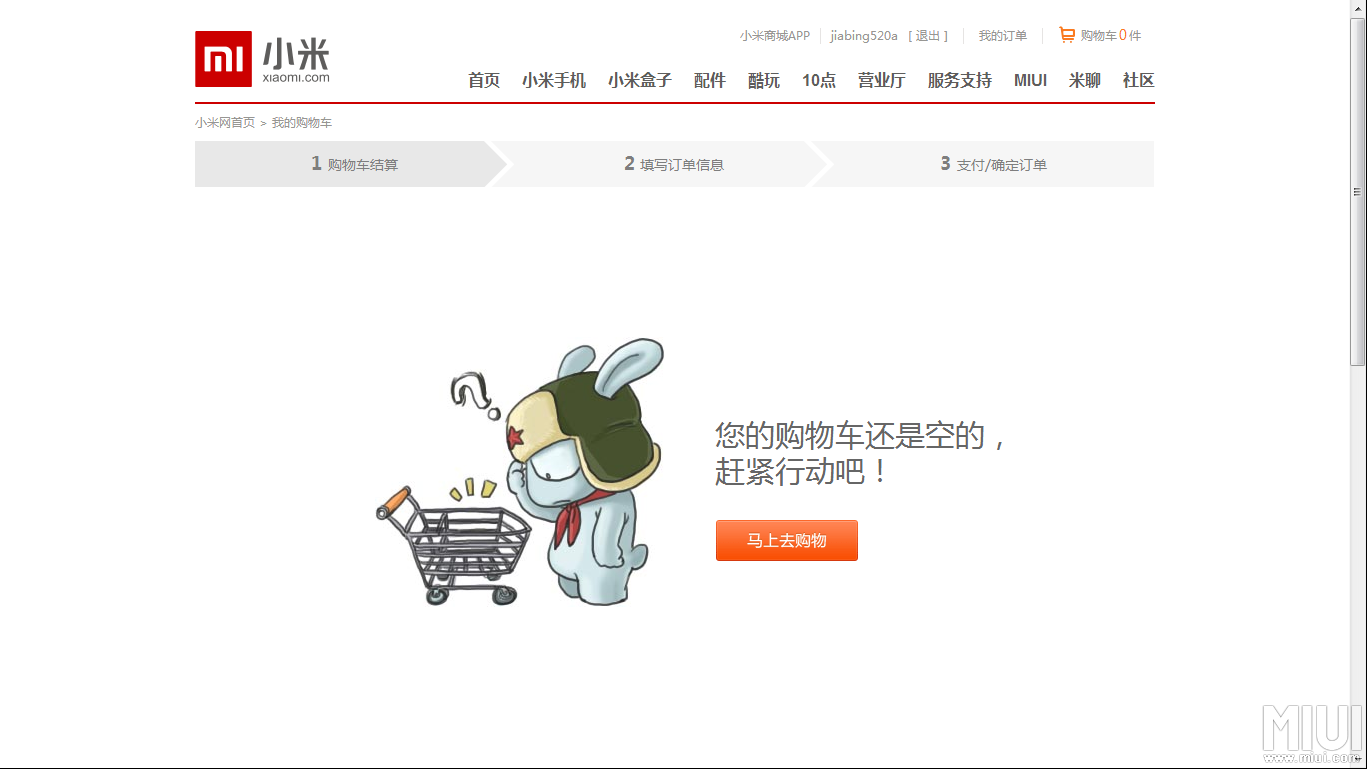 小米商城APP jiabing520a [ 退出 ] 我的订单 购物车0件
mi 小米
xiaomi.com
首页 小米手机 小米盒子 配件 酷玩 10点 营业厅 服务支持 MIUI 米聊 社区
小米网首页 > 我的购物车
1 购物车结算 2 填写订单信息 3 支付/确定订单
?
您的购物车还是空的，
赶紧行动吧！
马上去购物
MIUI
www.miui.com